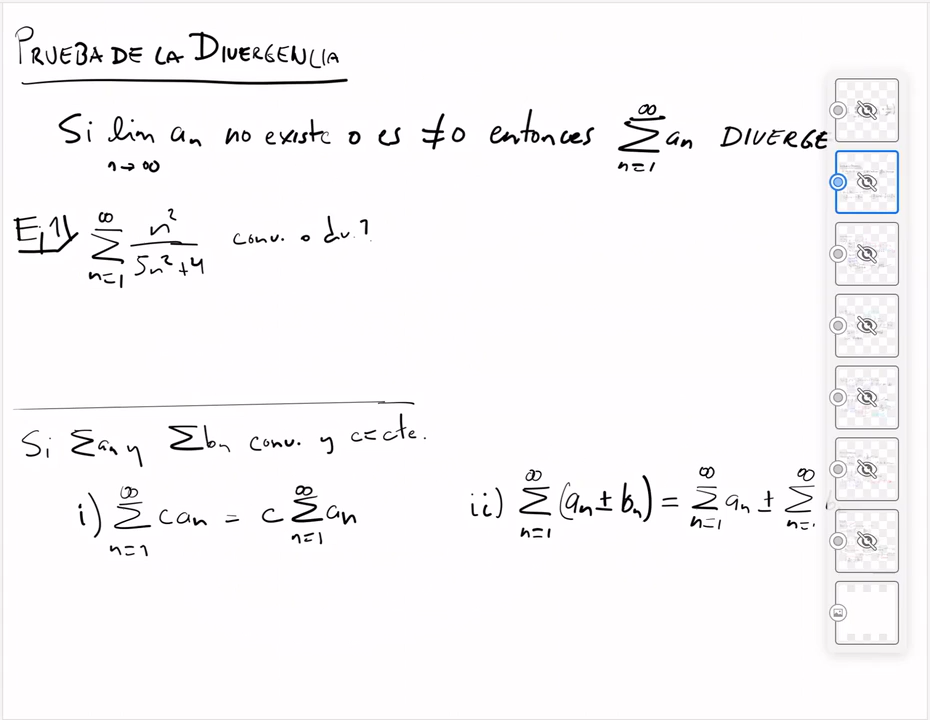 PRUEBA DE LA DIVERGENCIA
Si lim n→∞ an no existe o es ≠0 entonces ∑ n=1 ∞ an DIVERGE
Ej1) ∑ n=1 ∞ n²/(5n²+4) conv. o div.?
Si ∑an y ∑bn conv. y c=cte.
i) ∑ n=1 ∞ can = c ∑ n=1 ∞ an
ii) ∑ n=1 ∞ (an ± bn) = ∑ n=1 ∞ an ± ∑ n=1 ∞